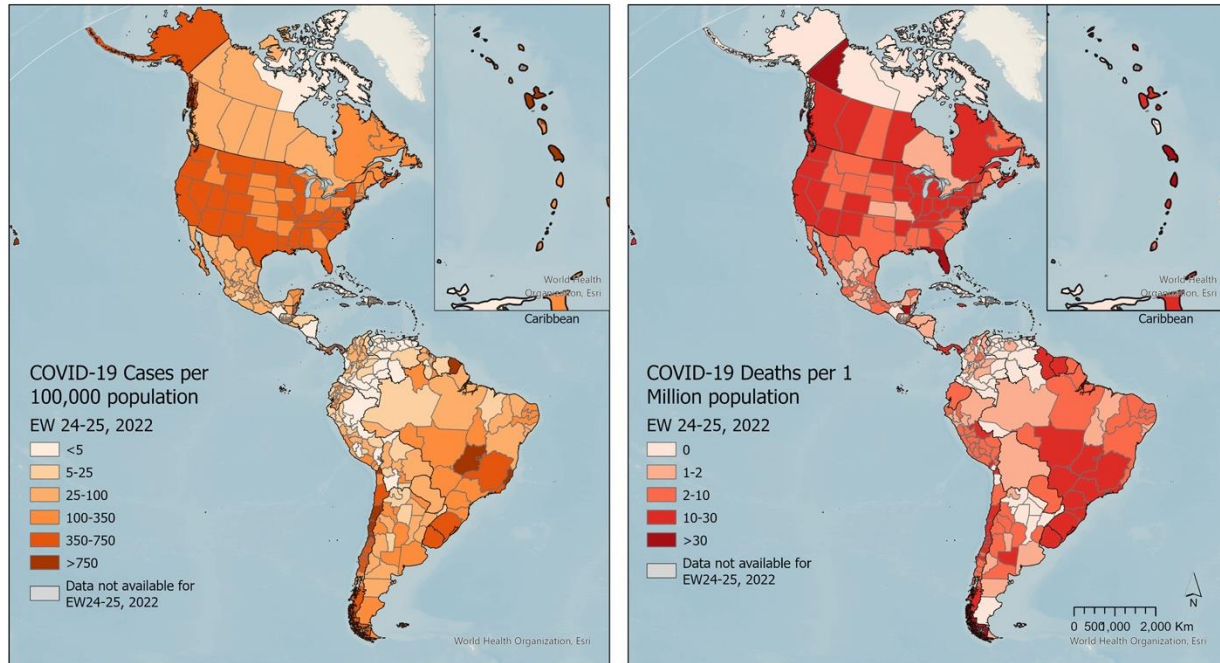 World Health
Organization, Esri
COVID-19 Cases per
100,000 population
EW 24-25, 2022
<5
5-25
25-100
100-350
350-750
>750
Data not available for
EW24-25, 2022
World Health Organization, Esri
World Health
Organization, Esri
Caribbean
COVID-19 Deaths per 1
Million population
EW 24-25, 2022
0
1-2
2-10
10-30
>30
Data not available for
EW24-25, 2022
N
0 500 1,000 2,000 Km
World Health Organization, Esri